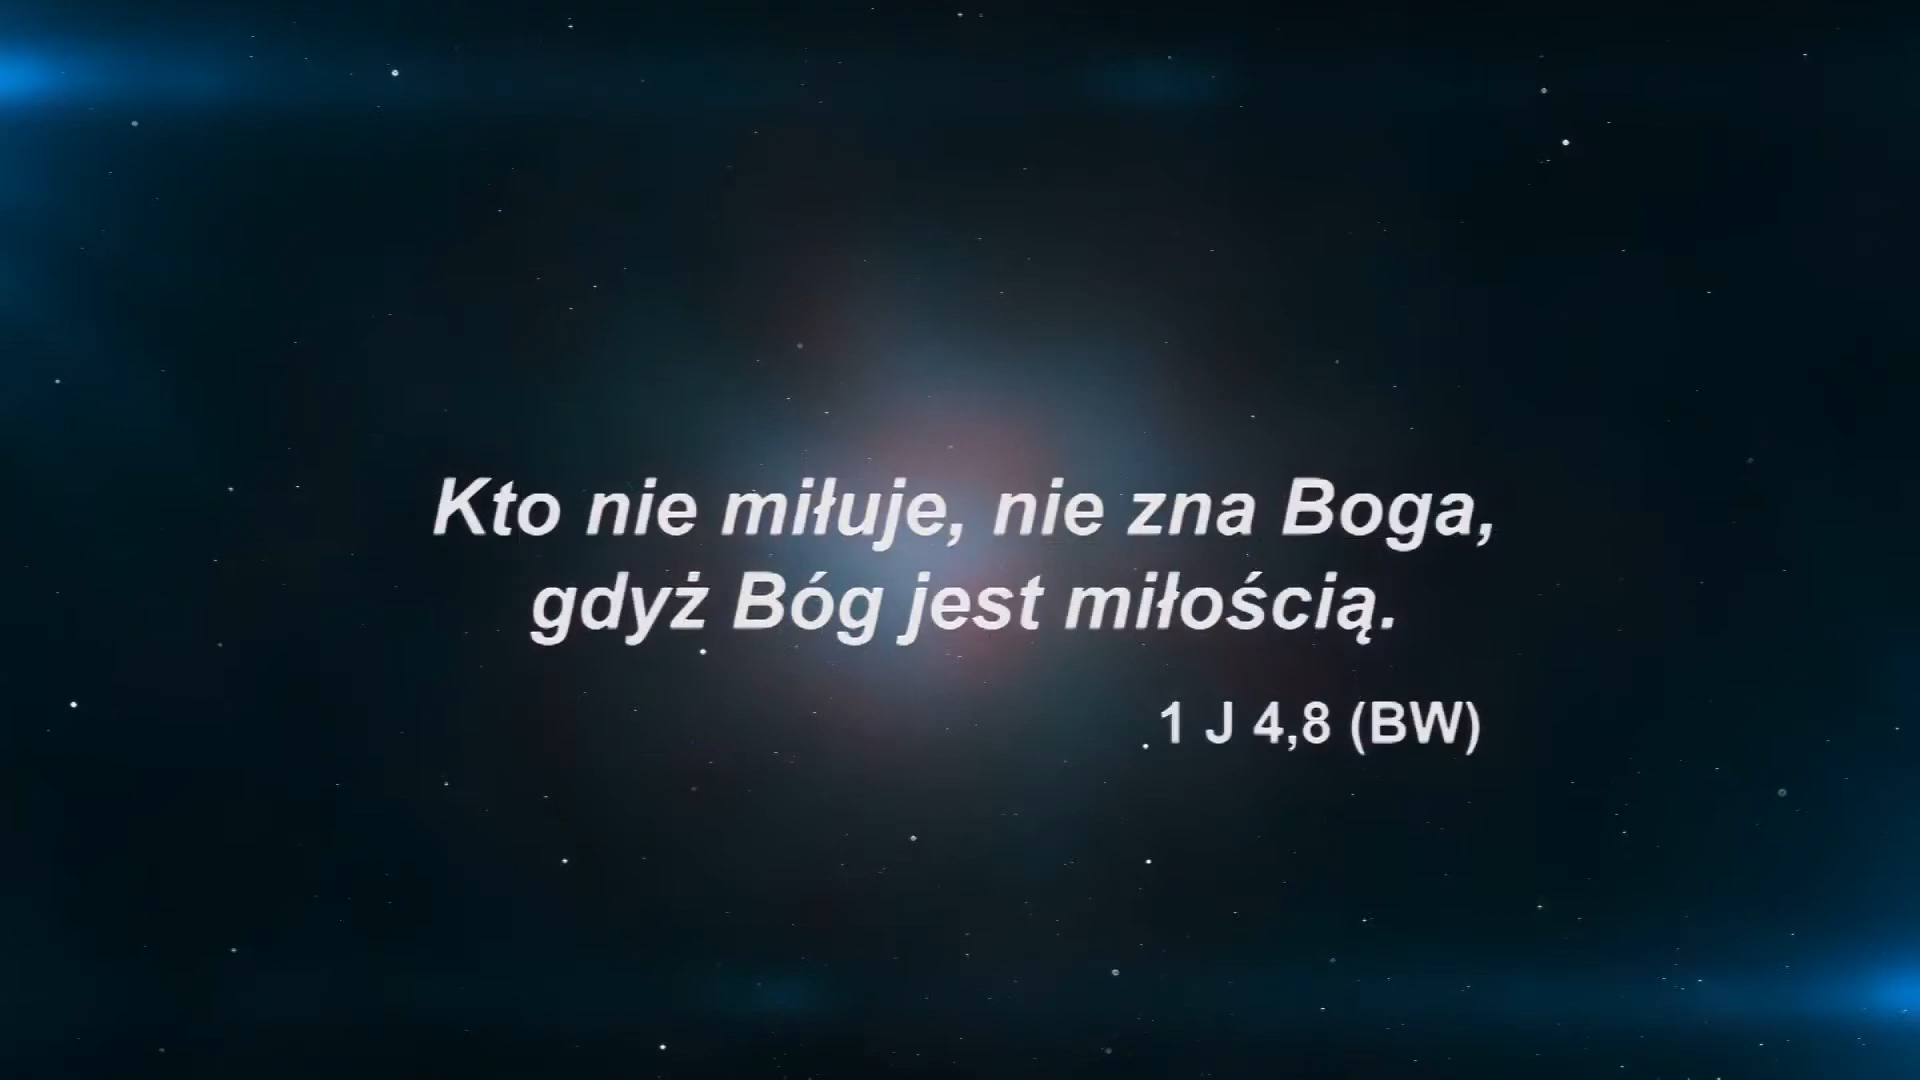 Kto nie miłuje, nie zna Boga,
gdyż Bóg jest miłością.
1 J 4,8 (BW)